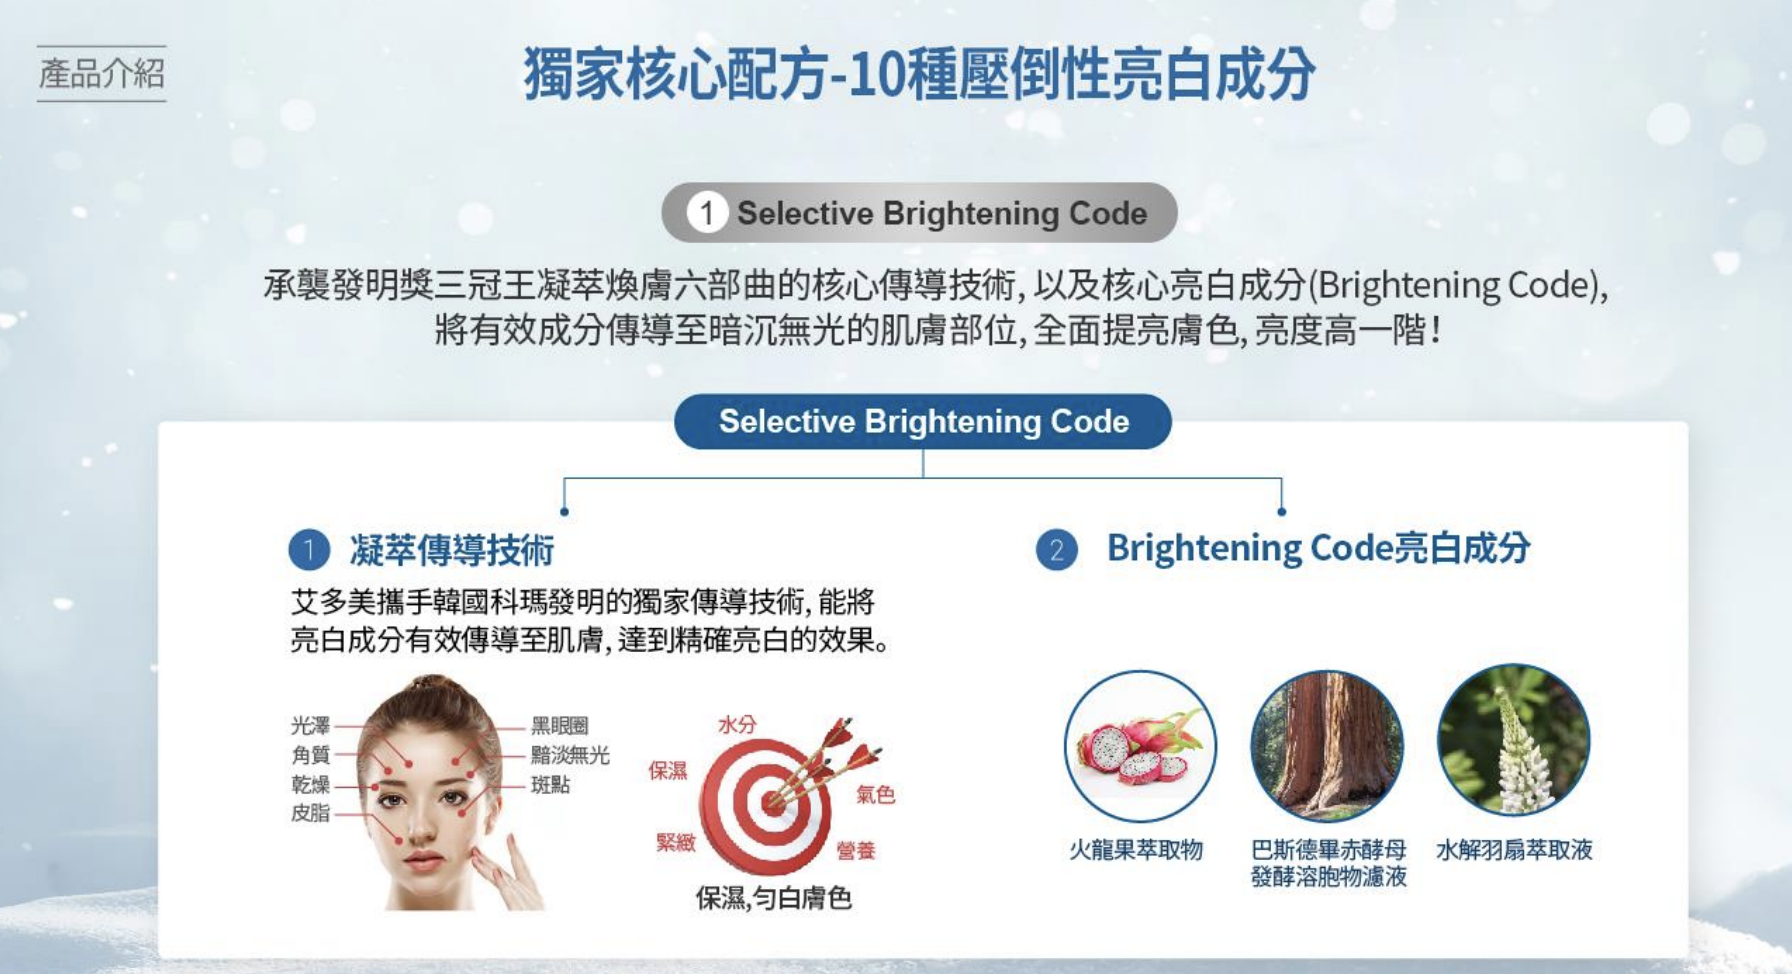 產品介紹
獨家核心配方-10種壓倒性亮白成分
1 Selective Brightening Code
承襲發明獎三冠王凝萃煥膚六部曲的核心傳導技術, 以及核心亮白成分(Brightening Code),
將有效成分傳導至暗沉無光的肌膚部位, 全面提亮膚色, 亮度高一階!
Selective Brightening Code
1 凝萃傳導技術
艾多美攜手韓國科瑪發明的獨家傳導技術, 能將
亮白成分有效傳導至肌膚, 達到精確亮白的效果。
光澤
角質
乾燥
皮脂
黑眼圈
黯淡無光
斑點
水分
保濕
緊緻
氣色
營養
保濕,勻白膚色
2 Brightening Code亮白成分
火龍果萃取物
巴斯德畢赤酵母
發酵溶胞物濾液
水解羽扇萃取液